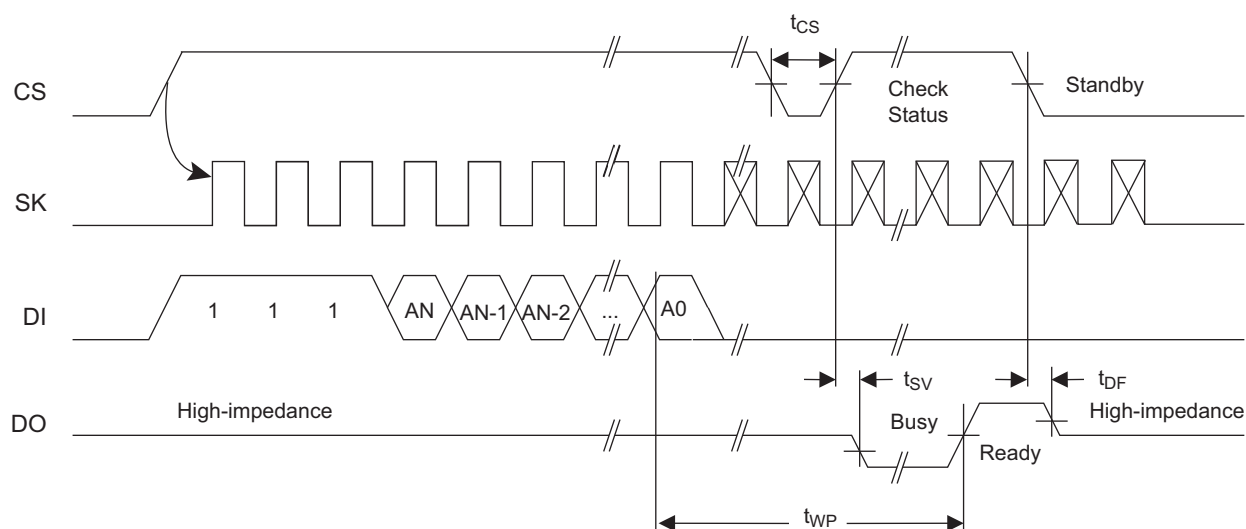 tCS
CS
Check
Status
Standby
SK
DI
1 1 1 AN AN-1 AN-2 ... A0
tSV
tDF
DO
High-impedance
Busy
Ready
High-impedance
tWP